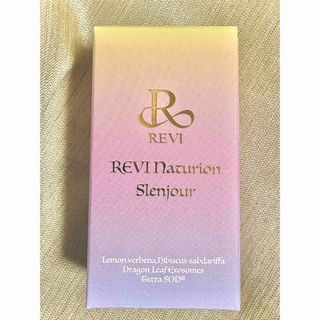 R
REVI
REVI Naturion
Slenjour
Lemon verbena,Hibiscus sabdariffa
Dragon Leaf Exosomes
Tetra SOD®